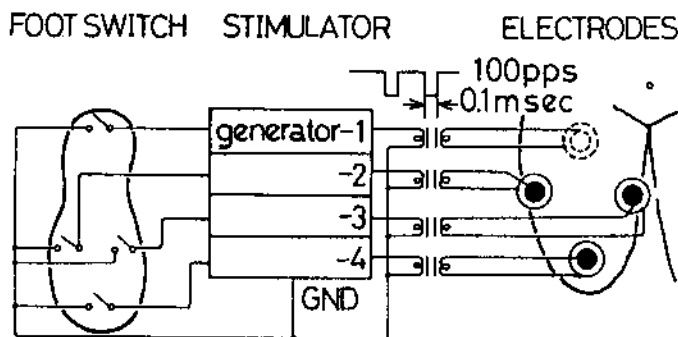 FOOT SWITCH STIMULATOR ELECTRODES
100pps
0.1msec
generator-1
-2
-3
-4
GND